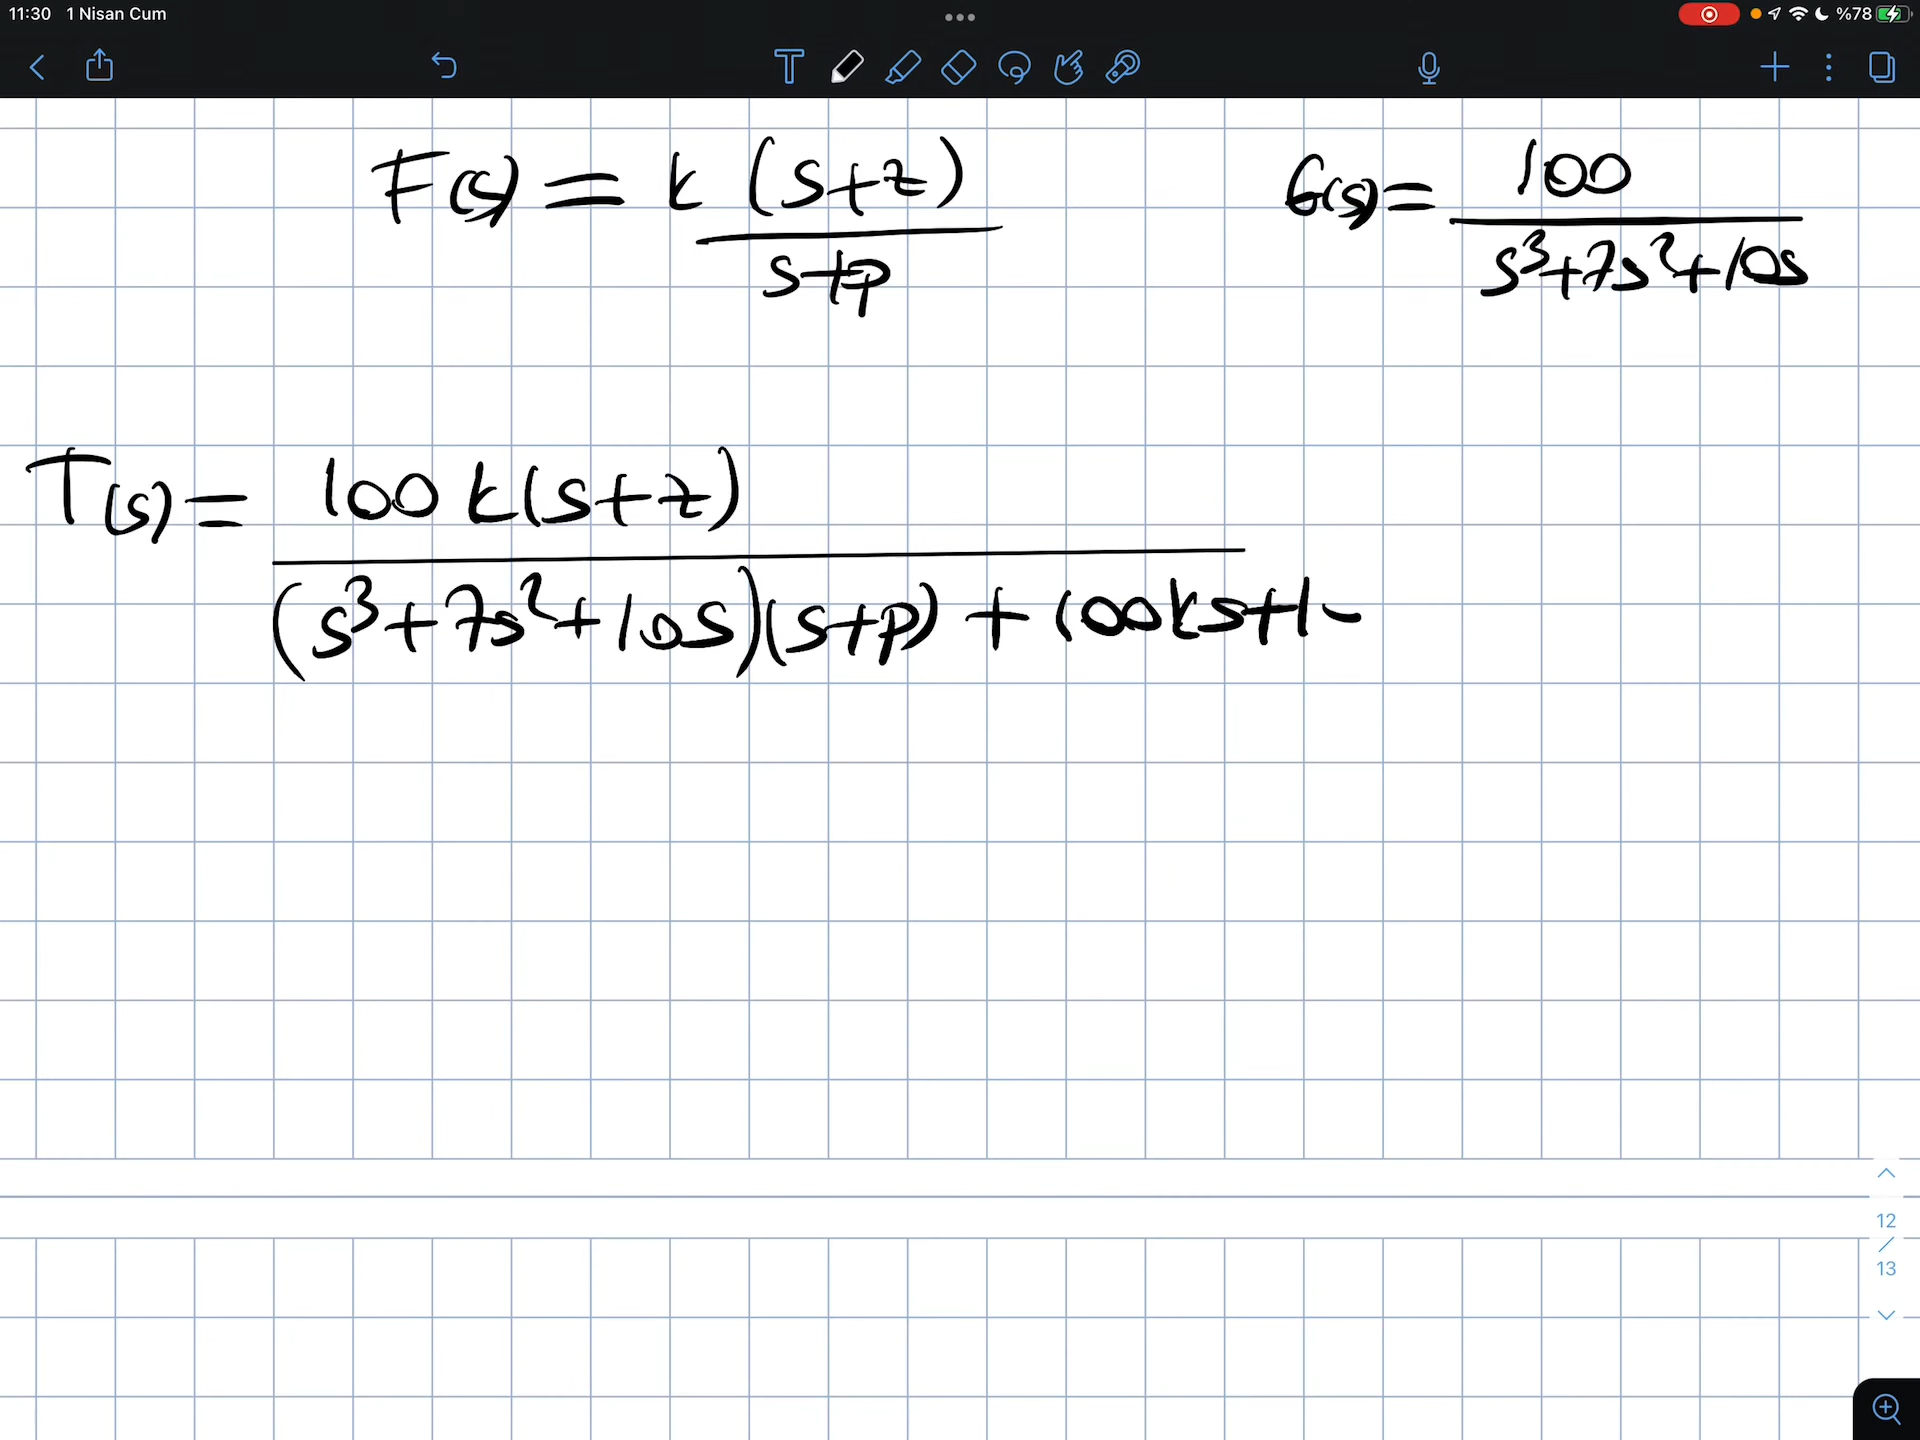 11:30 1 Nisan Cum
%78
F(s) = k (s+z)
s+p
G(s) = 100
s³+7s²+10s
T(s) = 100 k(s+z)
(s³+7s²+10s)(s+p) + 100ks+1
12
/
13